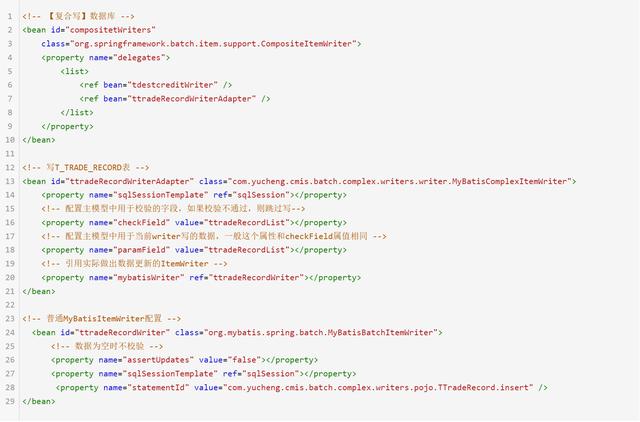 1 <!-- 【复合写】数据库 -->
2 <bean id="compositetWriters"
3 class="org.springframework.batch.item.support.CompositeItemWriter">
4 <property name="delegates">
5 <list>
6 <ref bean="tdestcreditWriter" />
7 <ref bean="ttradeRecordWriterAdapter" />
8 </list>
9 </property>
10 </bean>
11
12 <!-- 写T_TRADE_RECORD表 -->
13 <bean id="ttradeRecordWriterAdapter" class="com.yucheng.cmis.batch.complex.writers.writer.MyBatisComplexItemWriter">
14 <property name="sqlSessionTemplate" ref="sqlSession"></property>
15 <!-- 配置主模型中用于校验的字段，如果校验不通过，则跳过写-->
16 <property name="checkField" value="ttradeRecordList"></property>
17 <!-- 配置主模型中用于当前writer写的数据，一般这个属性和checkField属值相同 -->
18 <property name="paramField" value="ttradeRecordList"></property>
19 <!-- 引用实际做出数据更新的ItemWriter -->
20 <property name="mybatisWriter" ref="ttradeRecordWriter"></property>
21 </bean>
22
23 <!-- 普通MyBatisItemWriter配置 -->
24 <bean id="ttradeRecordWriter" class="org.mybatis.spring.batch.MyBatisBatchItemWriter">
25 <!-- 数据为空时不校验 -->
26 <property name="assertUpdates" value="false"></property>
27 <property name="sqlSessionTemplate" ref="sqlSession"></property>
28 <property name="statementId" value="com.yucheng.cmis.batch.complex.writers.pojo.TTradeRecord.insert" />
29 </bean>